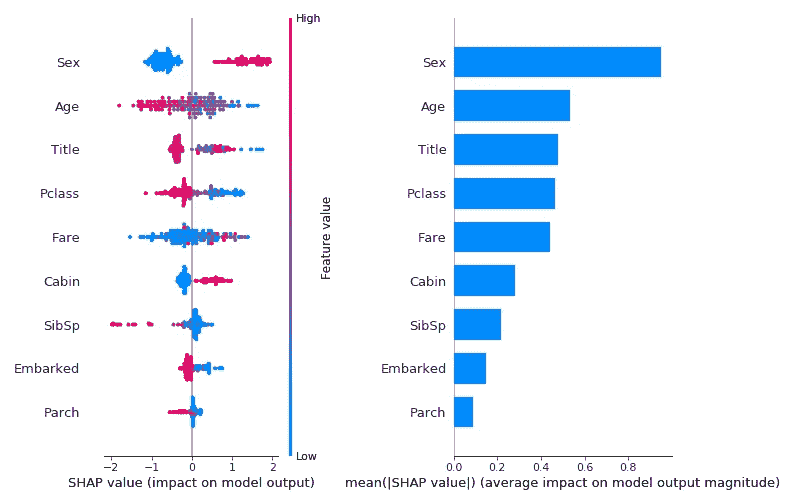 High
Sex
Age
Title
Pclass
Fare
Cabin
SibSp
Embarked
Parch
Feature value
Low
−2 −1 0 1 2
SHAP value (impact on model output)
Sex
Age
Title
Pclass
Fare
Cabin
SibSp
Embarked
Parch
0.0 0.2 0.4 0.6 0.8
mean(|SHAP value|) (average impact on model output magnitude)